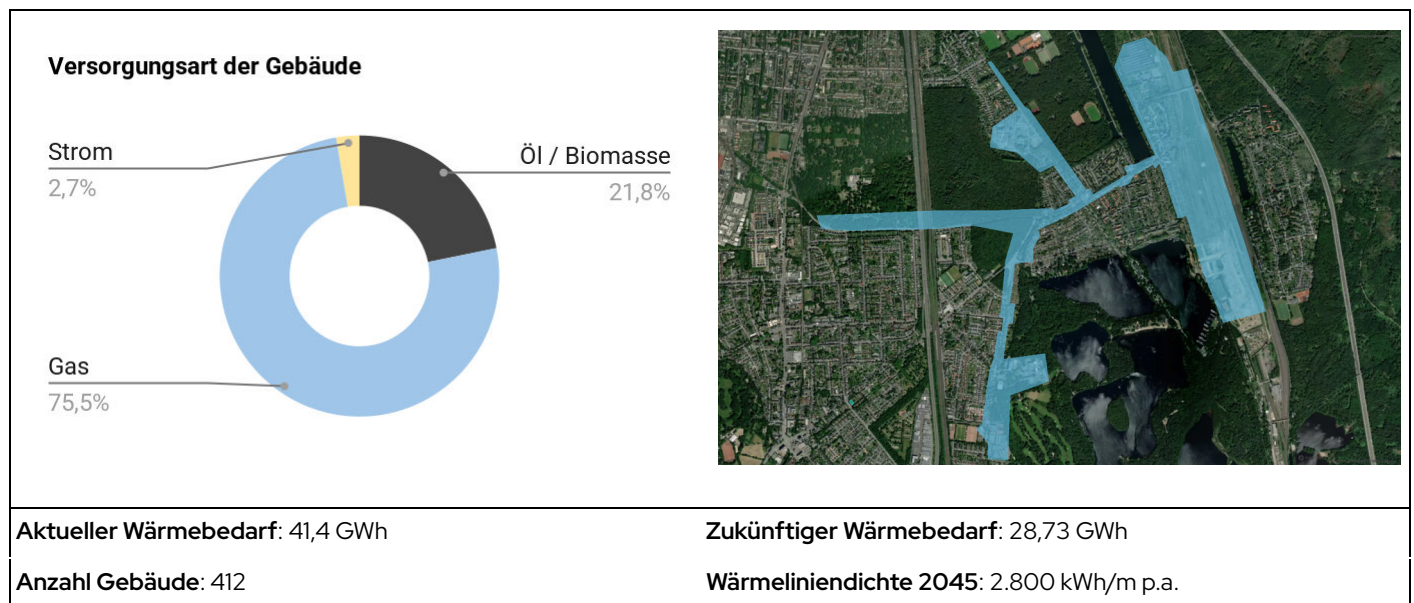 Versorgungsart der Gebäude
Strom
2,7%
Öl / Biomasse
21,8%
Gas
75,5%
Aktueller Wärmebedarf: 41,4 GWh
Zukünftiger Wärmebedarf: 28,73 GWh
Anzahl Gebäude: 412
Wärmeliniendichte 2045: 2.800 kWh/m p.a.